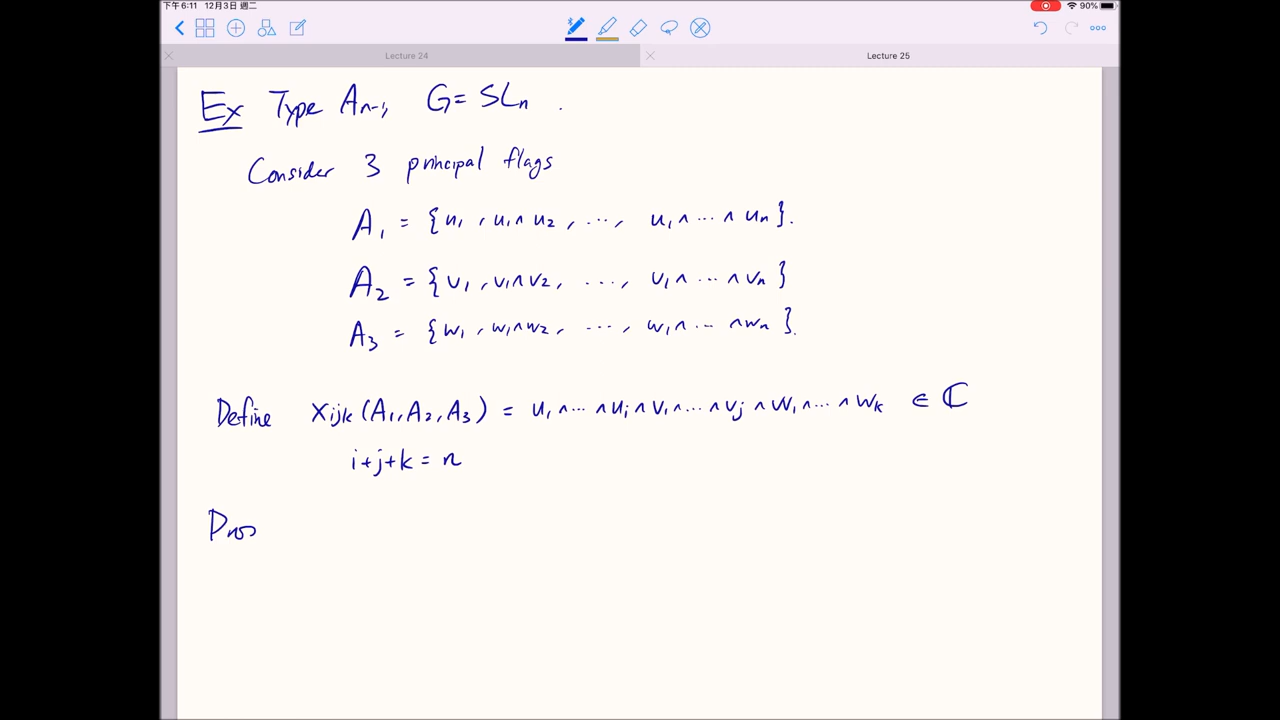 下午6:11 12月3日 週二
90%
Lecture 24
Lecture 25
Ex Type Aₙ₋₁, G = SLₙ.
Consider 3 principal flags
A₁ = {u₁, u₁∧u₂, ⋯, u₁∧⋯∧uₙ}.
A₂ = {v₁, v₁∧v₂, ⋯, v₁∧⋯∧vₙ}
A₃ = {w₁, w₁∧w₂, ⋯, w₁∧⋯∧wₙ}.
Define Xijk(A₁, A₂, A₃) = u₁∧⋯∧uᵢ∧v₁∧⋯∧vⱼ∧w₁∧⋯∧wₖ ∈ ℂ
i+j+k = n
Pros